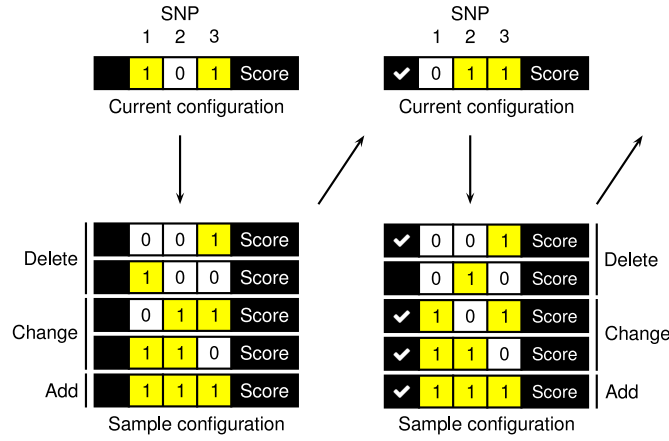 SNP SNP
1 2 3 1 2 3
1 0 1 Score ✔ 0 1 1 Score
Current configuration Current configuration
Delete 0 0 1 Score ✔ 0 0 1 Score Delete
1 0 0 Score 0 1 0 Score
Change 0 1 1 Score ✔ 1 0 1 Score Change
1 1 0 Score ✔ 1 1 0 Score
Add 1 1 1 Score ✔ 1 1 1 Score Add
Sample configuration Sample configuration